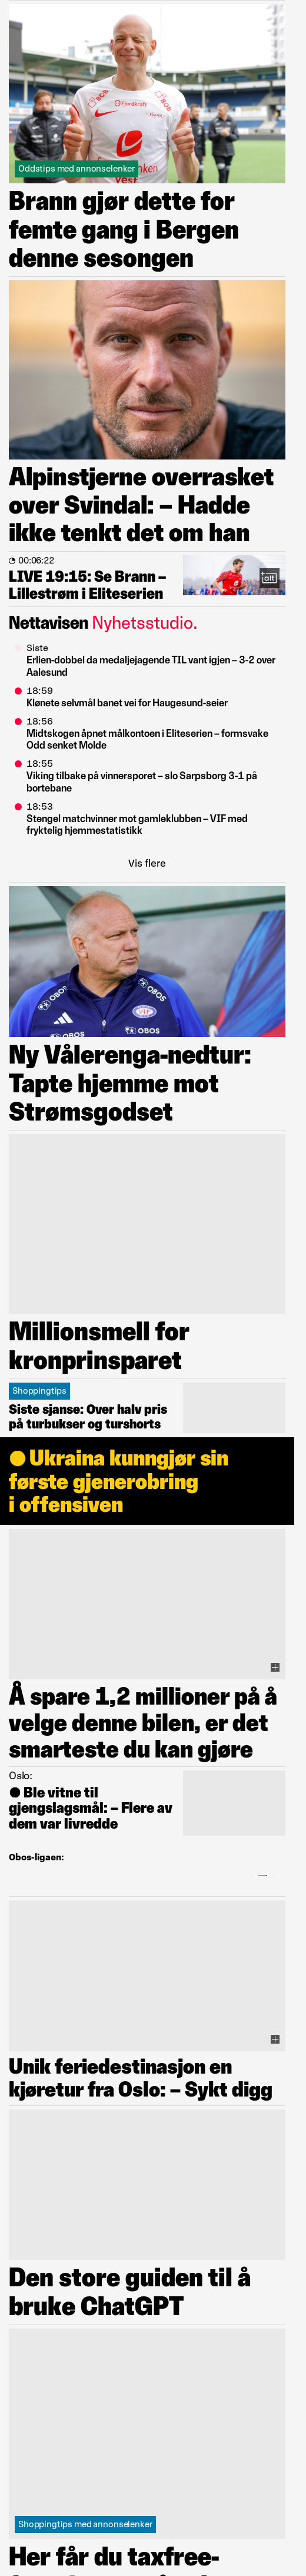 Fjordkraft
BOB
BOB
Oddstips med annonselenker
Vest
Brann gjør dette for
femte gang i Bergen
denne sesongen
Alpinstjerne overrasket
over Svindal: – Hadde
ikke tenkt det om han
00:06:22
LIVE 19:15: Se Brann –
Lillestrøm i Eliteserien
alt
Nettavisen Nyhetsstudio.
Siste
Erlien-dobbel da medaljejagende TIL vant igjen – 3-2 over
Aalesund
18:59
Klønete selvmål banet vei for Haugesund-seier
18:56
Midtskogen åpnet målkontoen i Eliteserien – formsvake
Odd senket Molde
18:55
Viking tilbake på vinnersporet – slo Sarpsborg 3-1 på
bortebane
18:53
Stengel matchvinner mot gamleklubben – VIF med
fryktelig hjemmestatistikk
Vis flere
OBOS
OBOS
VIF
OBOS
Ny Vålerenga-nedtur:
Tapte hjemme mot
Strømsgodset
Millionsmell for
kronprinsparet
Shoppingtips
Siste sjanse: Over halv pris
på turbukser og turshorts
Ukraina kunngjør sin
første gjenerobring
i offensiven
Å spare 1,2 millioner på å
velge denne bilen, er det
smarteste du kan gjøre
Oslo:
Ble vitne til
gjengslagsmål: – Flere av
dem var livredde
Obos-ligaen:
Unik feriedestinasjon en
kjøretur fra Oslo: – Sykt digg
Den store guiden til å
bruke ChatGPT
Shoppingtips med annonselenker
Her får du taxfree-